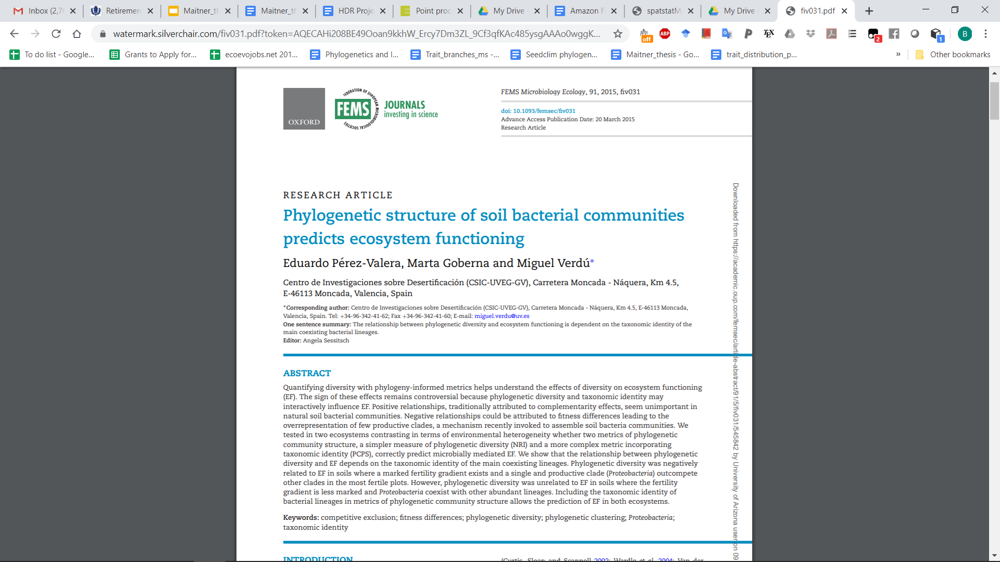 Inbox (2,7
Retiremen
Maitner_th
Maitner_th
HDR Proje
Point proc
My Drive -
Amazon F
spatstatM
My Drive -
fiv031.pdf
watermark.silverchair.com/fiv031.pdf?token=AQECAHi208BE49Ooan9kkhW_Ercy7Dm3ZL_9Cf3qfKAc485ysgAAAo0wggK...
off
ABP
2
1
B
To do list - Google...
Grants to Apply for...
ecoevojobs.net 201...
Phylogenetics and I...
Trait_branches_ms -...
Seedclim phylogen...
Maitner_thesis - Go...
trait_distribution_p...
»
Other bookmarks
OXFORD
FEDERATION OF EUROPEAN MICROBIOLOGICAL SOCIETIES
FEMS
JOURNALS
investing in science
FEMS Microbiology Ecology, 91, 2015, fiv031
doi: 10.1093/femsec/fiv031
Advance Access Publication Date: 20 March 2015
Research Article
RESEARCH ARTICLE
Phylogenetic structure of soil bacterial communities
predicts ecosystem functioning
Eduardo Pérez-Valera, Marta Goberna and Miguel Verdú*
Centro de Investigaciones sobre Desertificación (CSIC-UVEG-GV), Carretera Moncada - Náquera, Km 4.5,
E-46113 Moncada, Valencia, Spain
*Corresponding author: Centro de Investigaciones sobre Desertificación (CSIC-UVEG-GV), Carretera Moncada - Náquera, Km 4.5, E-46113 Moncada,
Valencia, Spain. Tel: +34-96-342-41-62; Fax +34-96-342-41-60; E-mail: miguel.verdu@uv.es
One sentence summary: The relationship between phylogenetic diversity and ecosystem functioning is dependent on the taxonomic identity of the
main coexisting bacterial lineages.
Editor: Angela Sessitsch
ABSTRACT
Quantifying diversity with phylogeny-informed metrics helps understand the effects of diversity on ecosystem functioning
(EF). The sign of these effects remains controversial because phylogenetic diversity and taxonomic identity may
interactively influence EF. Positive relationships, traditionally attributed to complementarity effects, seem unimportant in
natural soil bacterial communities. Negative relationships could be attributed to fitness differences leading to the
overrepresentation of few productive clades, a mechanism recently invoked to assemble soil bacteria communities. We
tested in two ecosystems contrasting in terms of environmental heterogeneity whether two metrics of phylogenetic
community structure, a simpler measure of phylogenetic diversity (NRI) and a more complex metric incorporating
taxonomic identity (PCPS), correctly predict microbially mediated EF. We show that the relationship between phylogenetic
diversity and EF depends on the taxonomic identity of the main coexisting lineages. Phylogenetic diversity was negatively
related to EF in soils where a marked fertility gradient exists and a single and productive clade (Proteobacteria) outcompete
other clades in the most fertile plots. However, phylogenetic diversity was unrelated to EF in soils where the fertility
gradient is less marked and Proteobacteria coexist with other abundant lineages. Including the taxonomic identity of
bacterial lineages in metrics of phylogenetic community structure allows the prediction of EF in both ecosystems.
Keywords: competitive exclusion; fitness differences; phylogenetic diversity; phylogenetic clustering; Proteobacteria;
taxonomic identity
INTRODUCTION
(Curtis, Sloan and Scannell 2002; Wardle et al. 2004; Van der
Downloaded from https://academic.oup.com/femsec/article-abstract/91/5/fiv031/545842 by University of Arizona user on 09